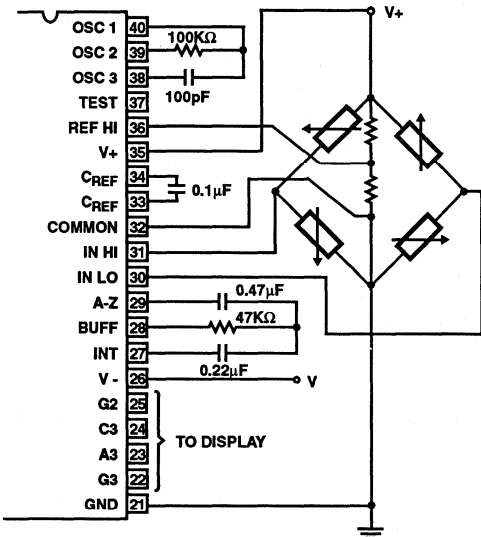 V+
OSC 1 40
100KΩ
OSC 2 39
OSC 3 38
100pF
TEST 37
REF HI 36
V+ 35
CREF 34
0.1μF
CREF 33
COMMON 32
IN HI 31
IN LO 30
0.47μF
A-Z 29
BUFF 28 47KΩ
INT 27
0.22μF
V - 26 V
G2 25
C3 24
TO DISPLAY
A3 23
G3 22
GND 21